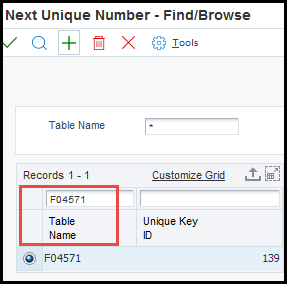 Next Unique Number - Find/Browse
Tools
Table Name *
Records 1 - 1 Customize Grid
F04571
Table Unique Key
Name ID
F04571 139